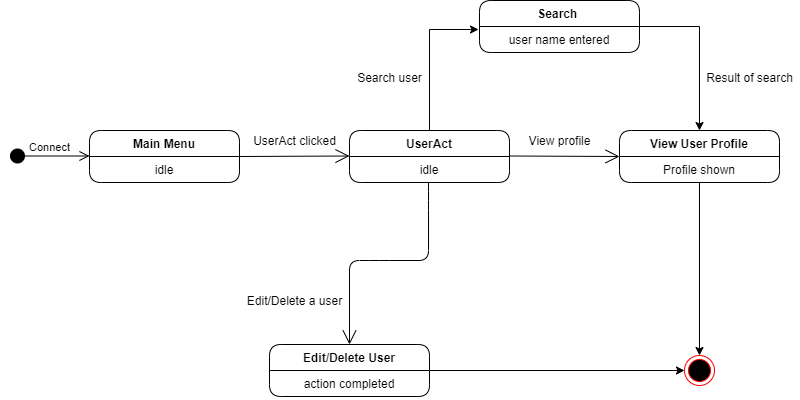 Search
user name entered
Search user
Result of search
Connect
Main Menu
idle
UserAct clicked
UserAct
idle
View profile
View User Profile
Profile shown
Edit/Delete a user
Edit/Delete User
action completed